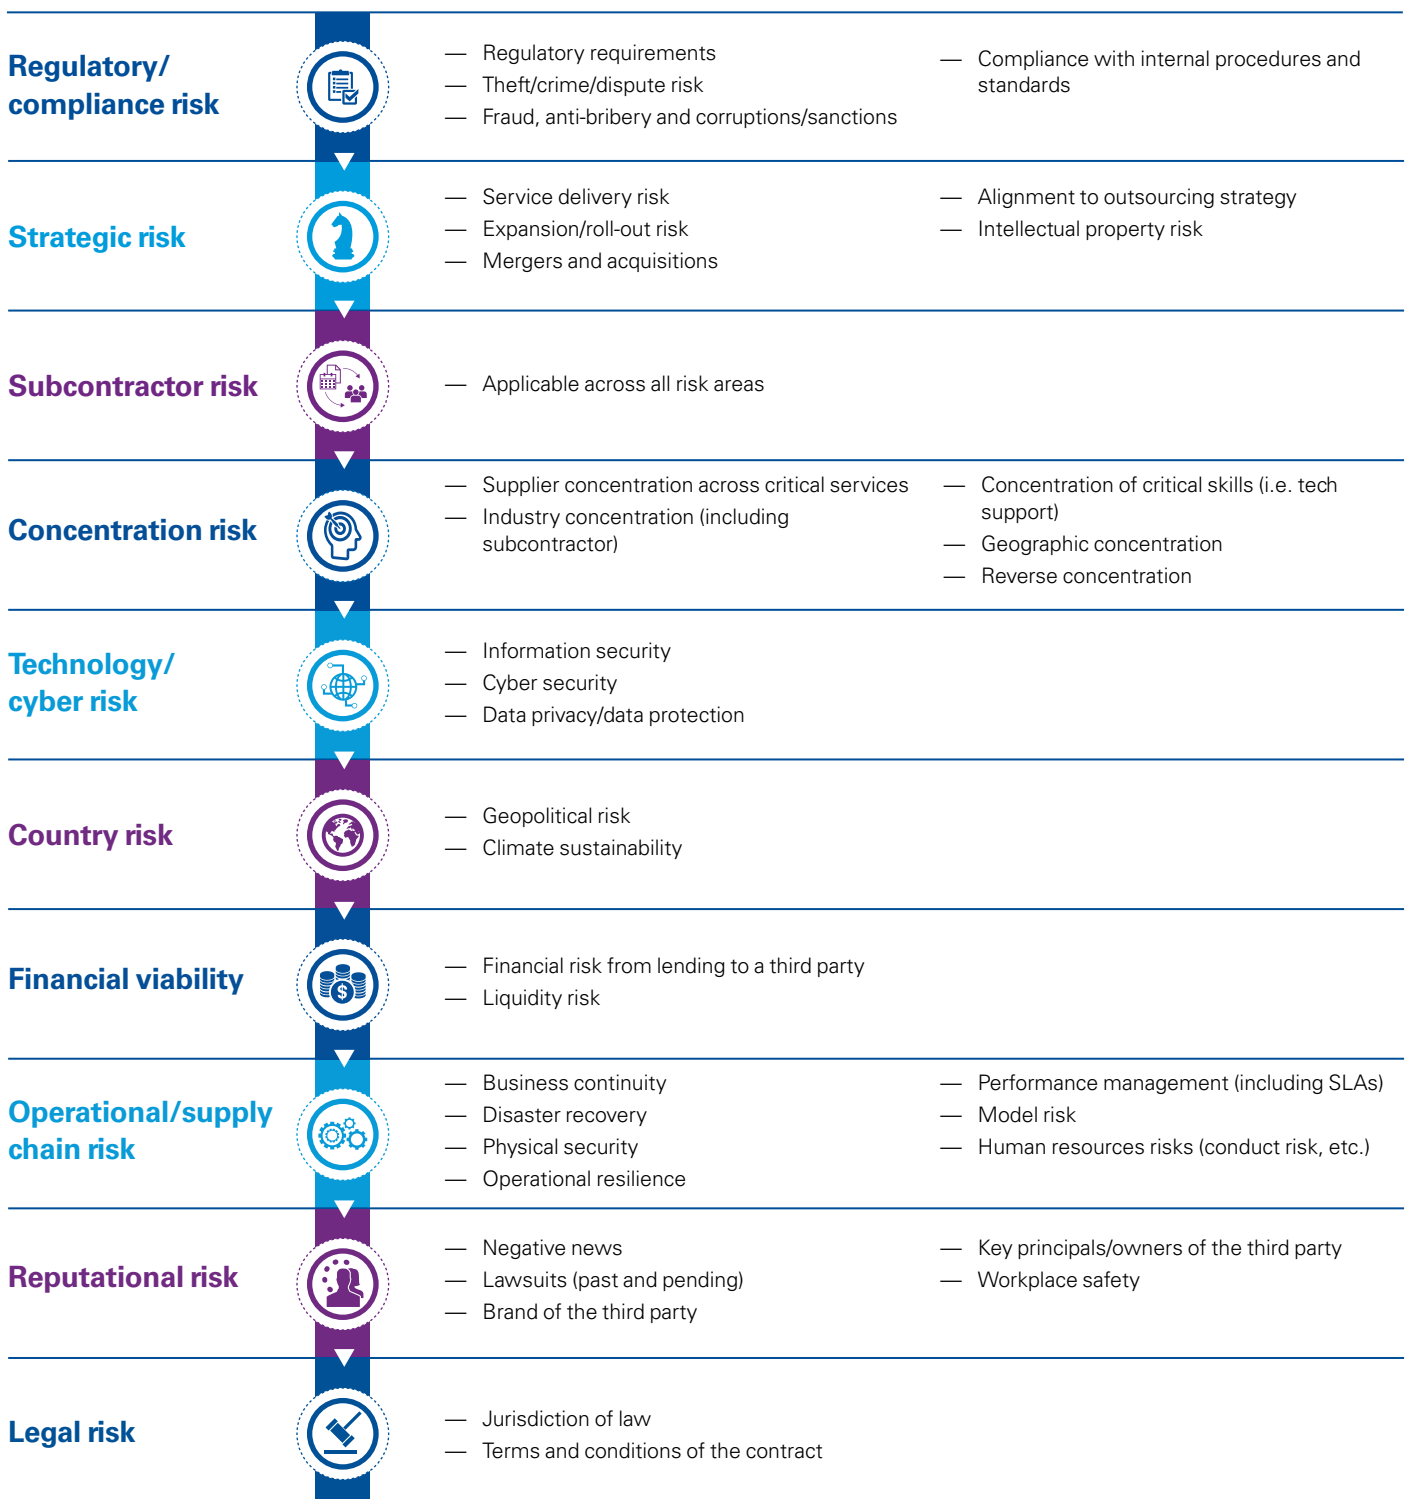 Regulatory/
compliance risk
— Regulatory requirements
— Theft/crime/dispute risk
— Fraud, anti-bribery and corruptions/sanctions
— Compliance with internal procedures and
standards
Strategic risk
— Service delivery risk
— Expansion/roll-out risk
— Mergers and acquisitions
— Alignment to outsourcing strategy
— Intellectual property risk
Subcontractor risk
— Applicable across all risk areas
Concentration risk
— Supplier concentration across critical services
— Industry concentration (including
subcontractor)
— Concentration of critical skills (i.e. tech
support)
— Geographic concentration
— Reverse concentration
Technology/
cyber risk
— Information security
— Cyber security
— Data privacy/data protection
Country risk
— Geopolitical risk
— Climate sustainability
Financial viability
$
— Financial risk from lending to a third party
— Liquidity risk
Operational/supply
chain risk
— Business continuity
— Disaster recovery
— Physical security
— Operational resilience
— Performance management (including SLAs)
— Model risk
— Human resources risks (conduct risk, etc.)
Reputational risk
— Negative news
— Lawsuits (past and pending)
— Brand of the third party
— Key principals/owners of the third party
— Workplace safety
Legal risk
— Jurisdiction of law
— Terms and conditions of the contract